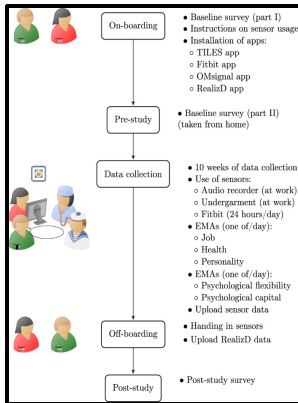 On-boarding
• Baseline survey (part I)
• Instructions on sensor usage
• Installation of apps:
○ TILES app
○ Fitbit app
○ OMsignal app
○ RealizD app
Pre-study
• Baseline survey (part II)
(taken from home)
Data collection
• 10 weeks of data collection
• Use of sensors:
○ Audio recorder (at work)
○ Undergarment (at work)
○ Fitbit (24 hours/day)
• EMAs (one of/day):
○ Job
○ Health
○ Personality
• EMAs (one of/day):
○ Psychological flexibility
○ Psychological capital
• Upload sensor data
Off-boarding
• Handing in sensors
• Upload RealizD data
Post-study
• Post-study survey